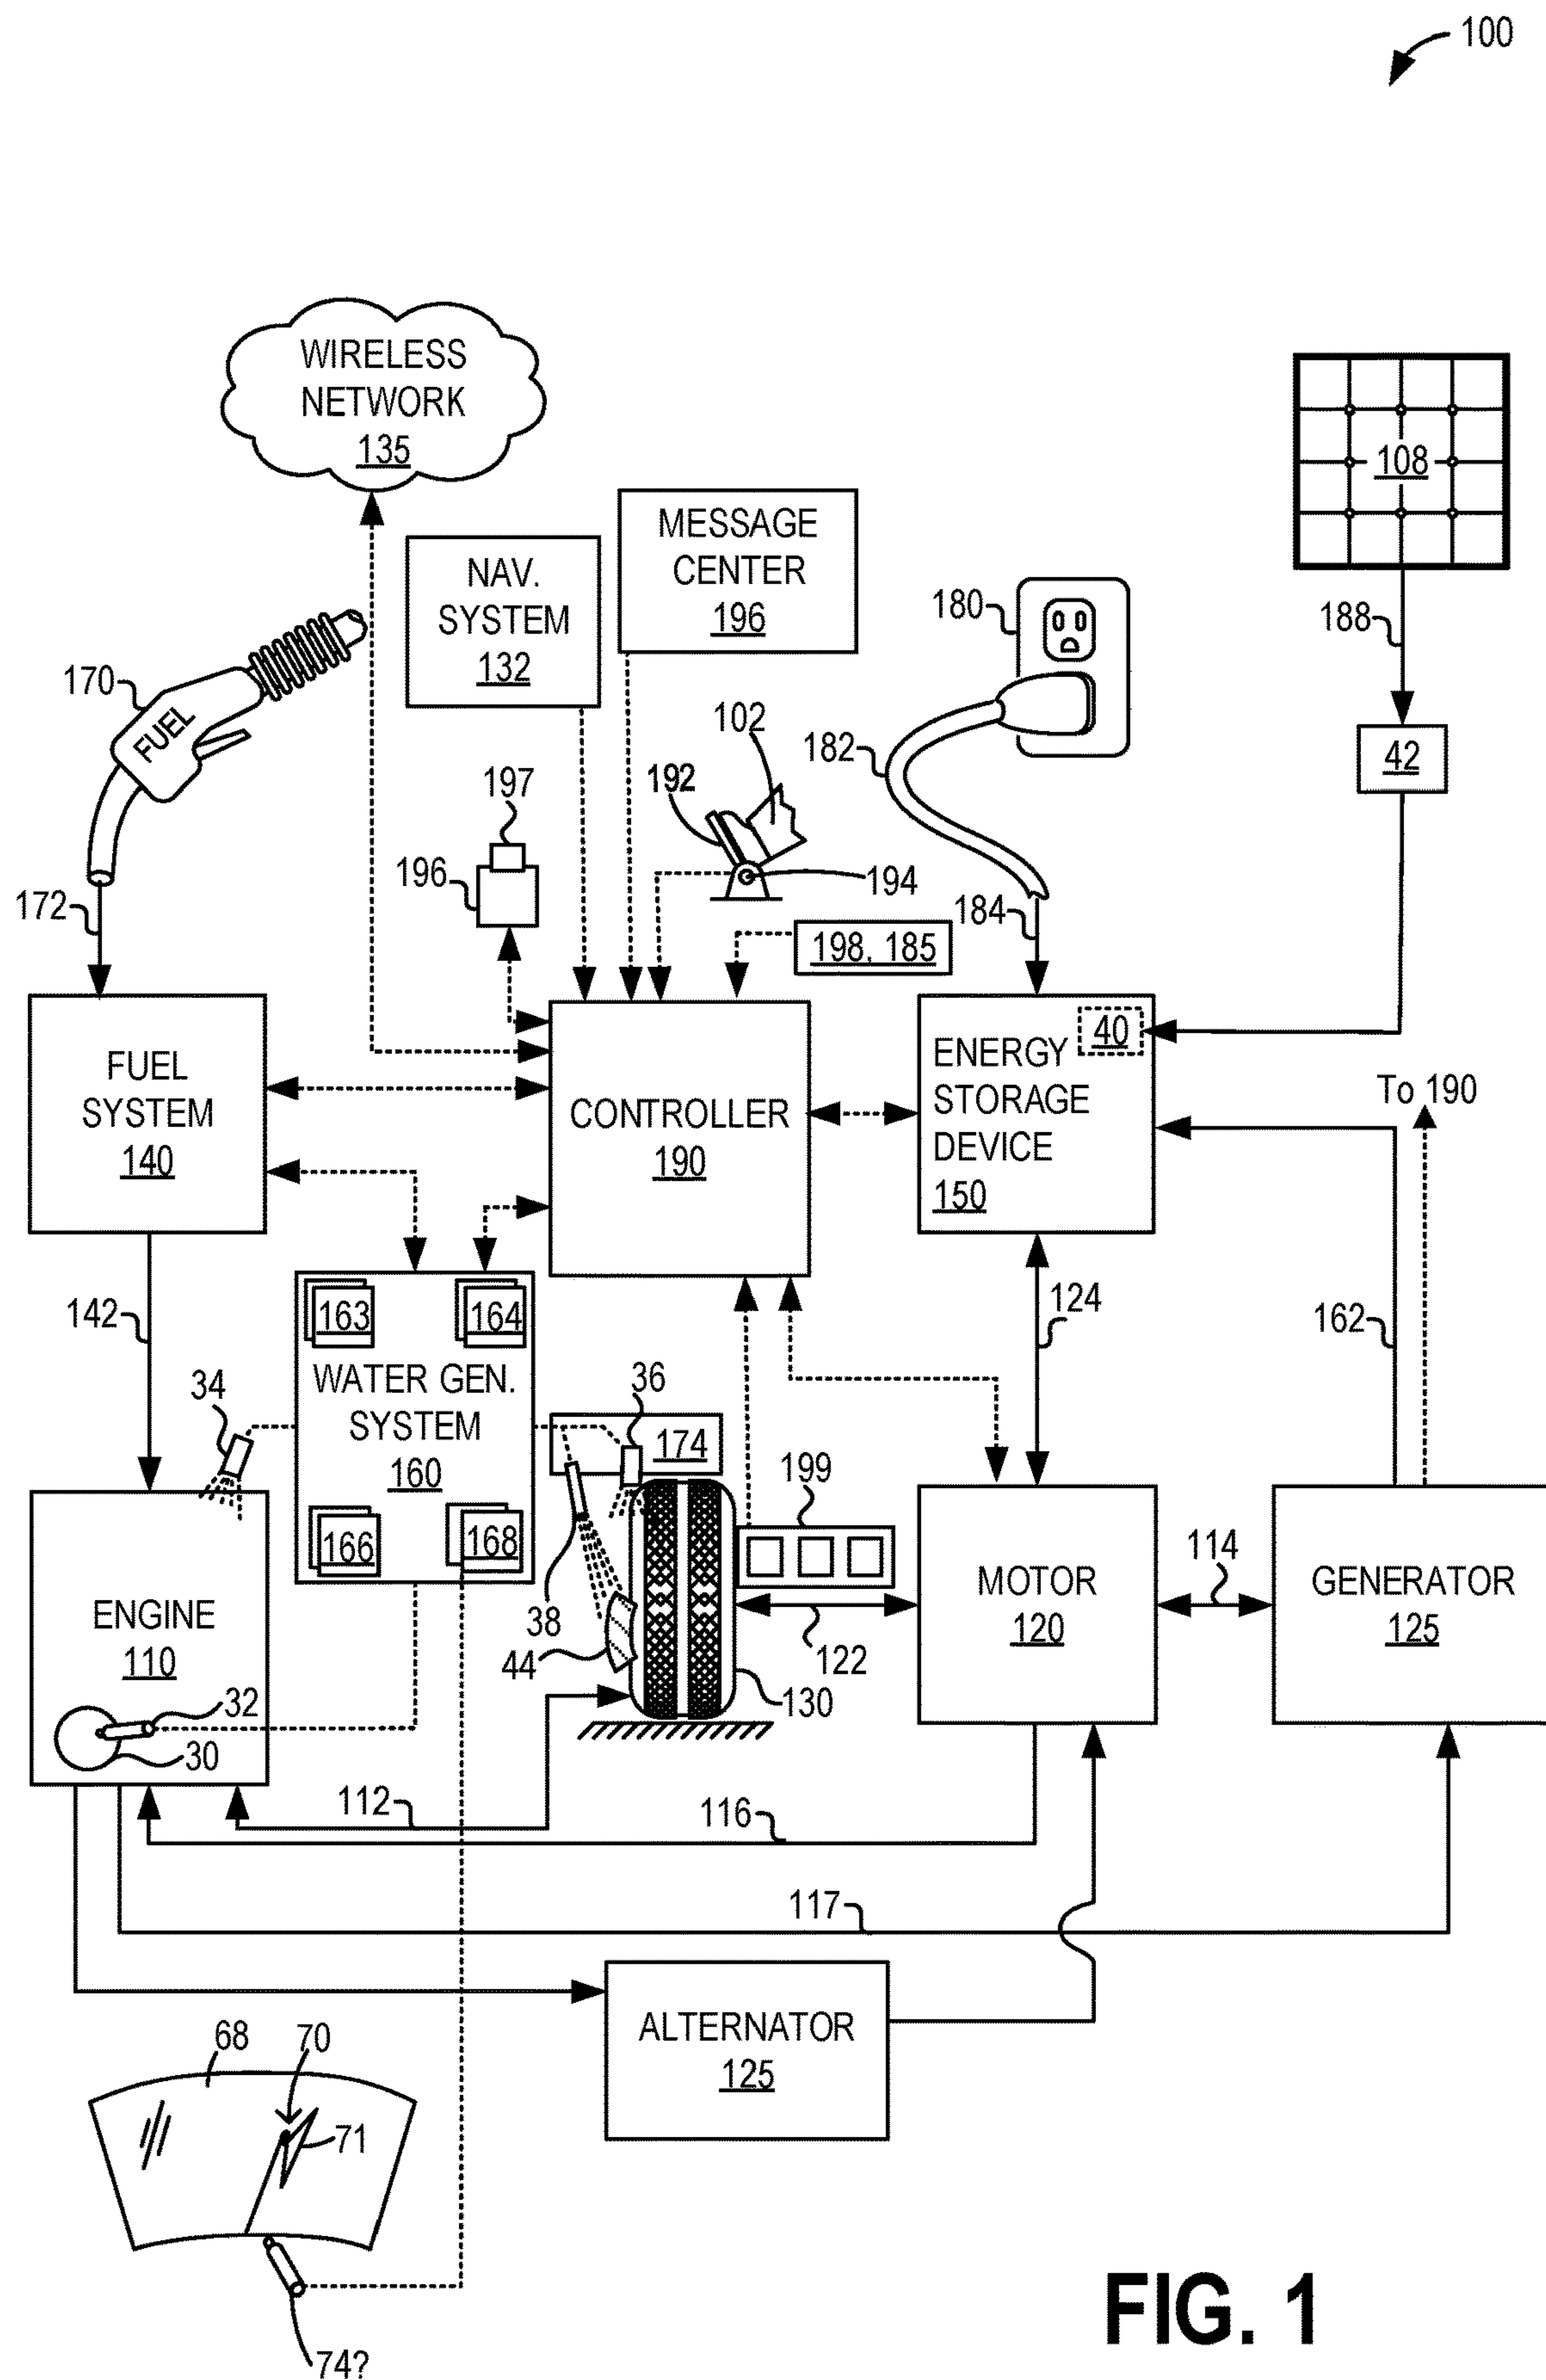 100
WIRELESS
NETWORK
135
108
MESSAGE
CENTER
196
NAV.
SYSTEM
132
180
188
170
FUEL
102
182
42
197
192
196
194
172
184
198, 185
40
FUEL
SYSTEM
140
CONTROLLER
190
ENERGY
STORAGE
DEVICE
150
To 190
142
163
164
124
162
WATER GEN.
SYSTEM
160
34
36
174
199
166
168
38
44
114
ENGINE
110
MOTOR
120
GENERATOR
125
122
130
32
30
112
116
117
ALTERNATOR
125
68
70
71
74?
FIG. 1